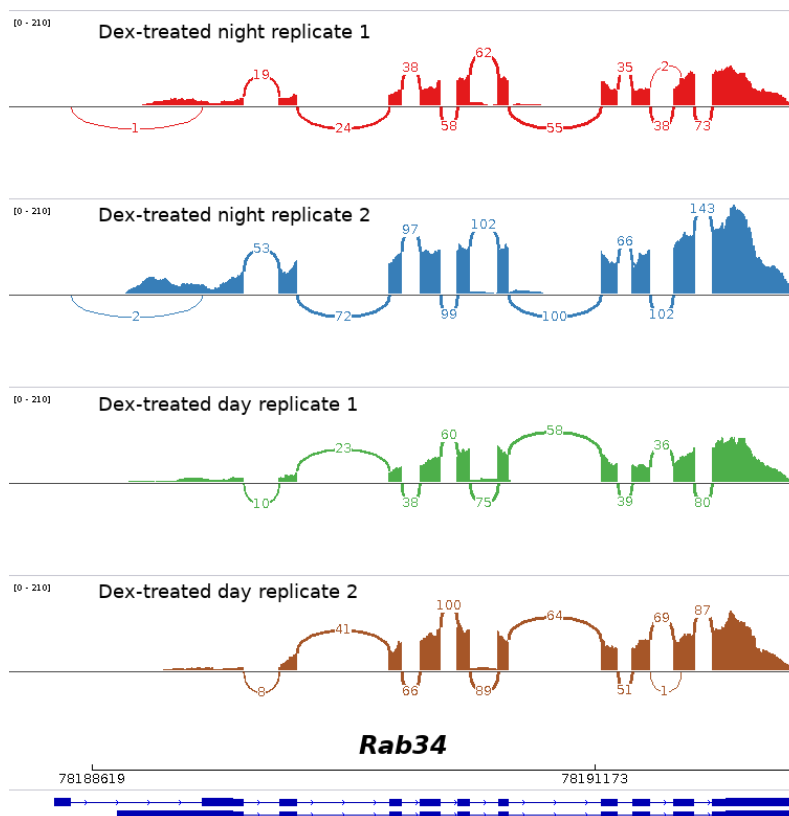 [0 - 210]
Dex-treated night replicate 1
19 38 62 35 2
1 24 58 55 38 73
[0 - 210]
Dex-treated night replicate 2
53 97 102 66 143
2 72 99 100 102
[0 - 210]
Dex-treated day replicate 1
23 60 58 36
10 38 75 39 80
[0 - 210]
Dex-treated day replicate 2
41 100 64 69 87
8 66 89 51 1
Rab34
78188619 78191173